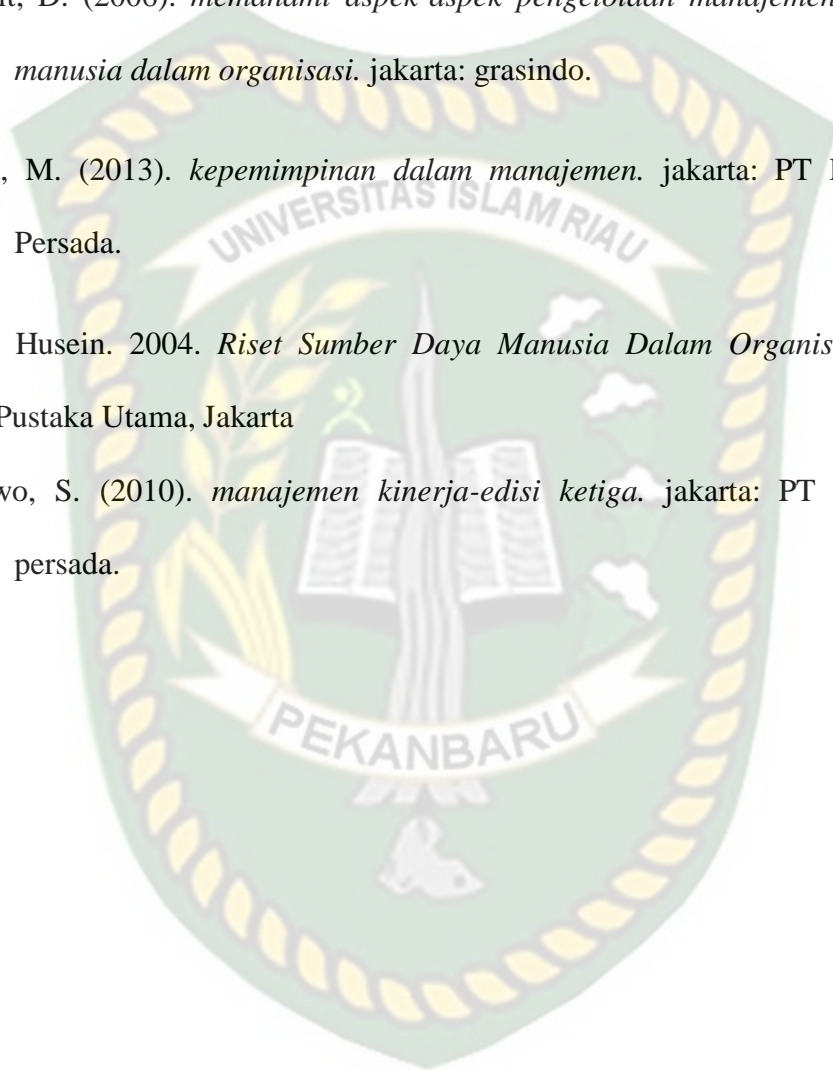 D. (2006). memahami aspek-aspek pengelolaan manajemen
manusia dalam organisasi. jakarta: grasindo.
M. (2013). kepemimpinan dalam manajemen. jakarta: PT
Persada.
UNIVERSITAS ISLAM RIAU
Husein. 2004. Riset Sumber Daya Manusia Dalam Organis
Pustaka Utama, Jakarta
wo, S. (2010). manajemen kinerja-edisi ketiga. jakarta: PT
persada.
PEKANBARU